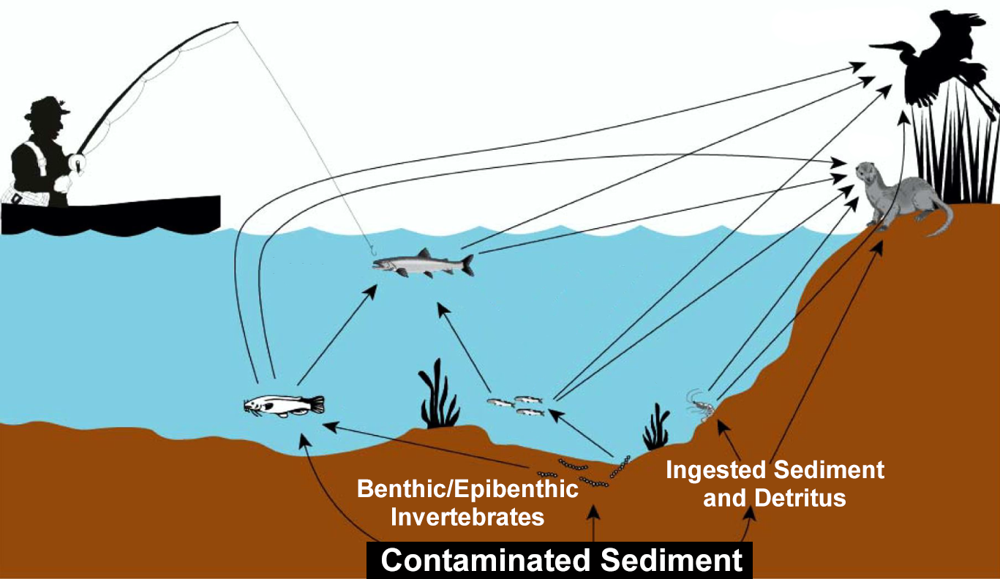 Ingested Sediment
and Detritus
Benthic/Epibenthic
Invertebrates
Contaminated Sediment